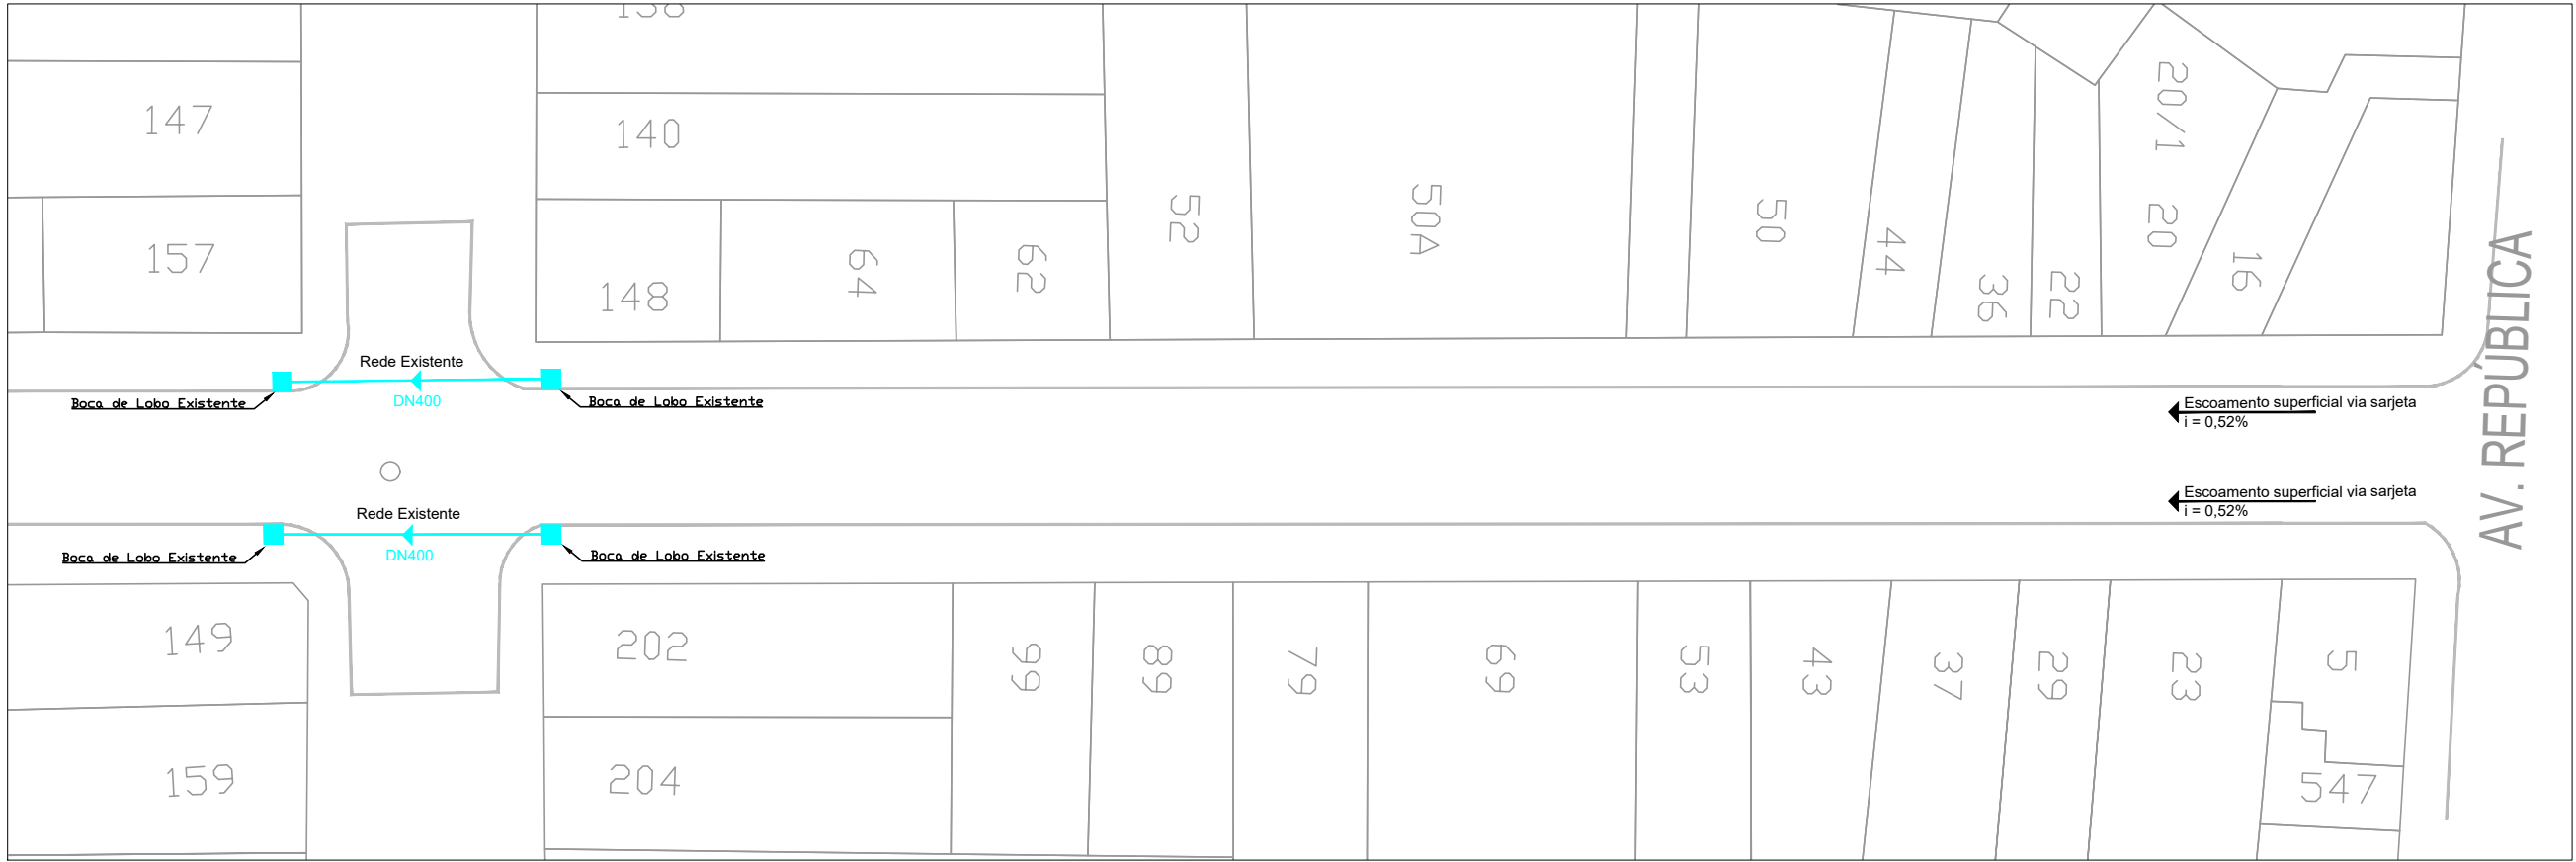 147
140
157
148
64
62
52
50A
50
44
36
22
20/1
20
16
AV. REPÚBLICA
Rede Existente
DN400
Boca de Lobo Existente
Boca de Lobo Existente
Escoamento superficial via sarjeta
i = 0,52%
Escoamento superficial via sarjeta
i = 0,52%
Rede Existente
DN400
Boca de Lobo Existente
Boca de Lobo Existente
149
202
99
89
79
69
53
43
37
29
23
5
159
204
547